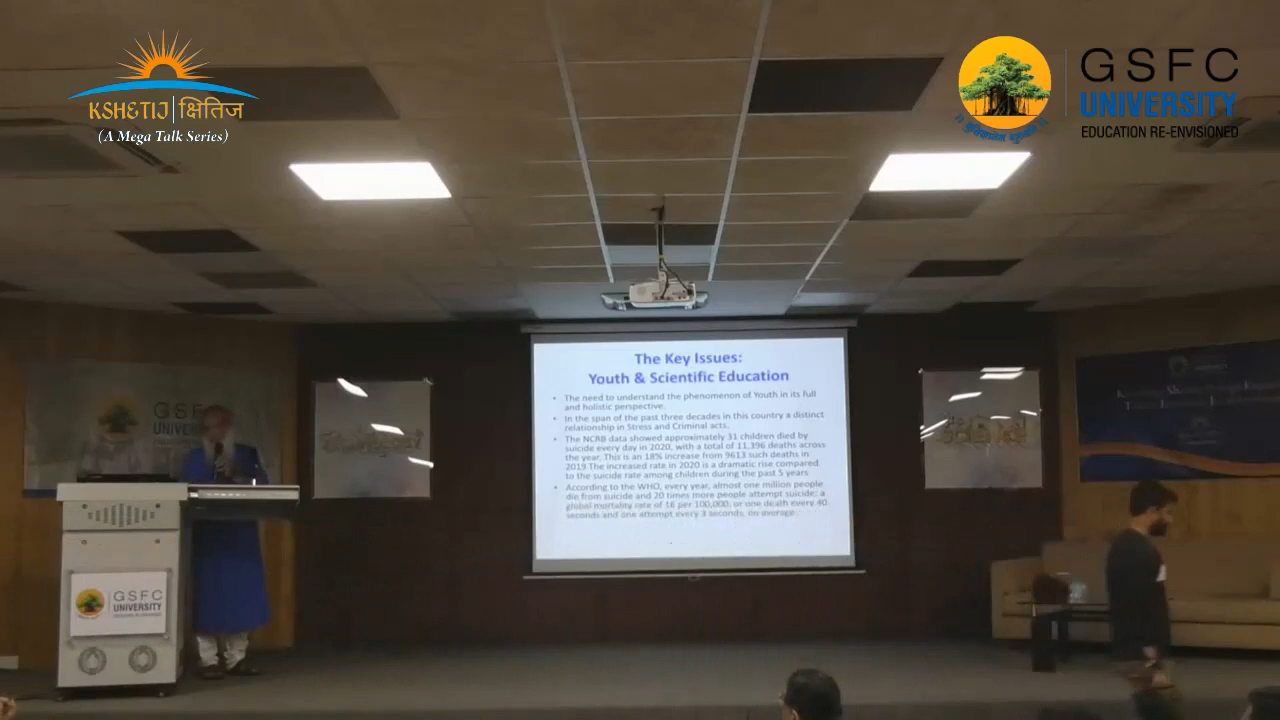 KSHETIJ | क्षितिज
(A Mega Talk Series)
GSFC
UNIVERSITY
EDUCATION RE-ENVISIONED
The Key Issues:
Youth & Scientific Education
• The need to understand the phenomenon of Youth in its full
and holistic perspective.
• In the span of the past three decades in this country a distinct
relationship in Stress and Criminal acts.
• The NCRB data showed approximately 31 children died by
suicide every day in 2020, with a total of 11,396 deaths across
the year. This is an 18% increase from 9613 such deaths in
2019 The increased rate in 2020 is a dramatic rise compared
to the suicide rate among children during the past 5 years
• According to the WHO, every year, almost one million people
die from suicide and 20 times more people attempt suicide; a
global mortality rate of 16 per 100,000, or one death every 40
seconds and one attempt every 3 seconds, on average
GSFC
GSFC
UNIVERSITY